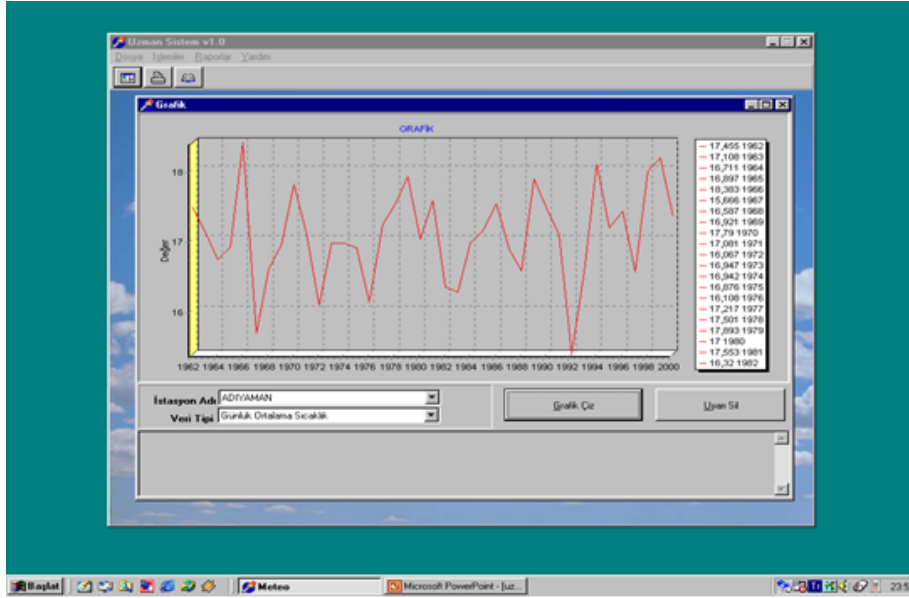 Uzman Sistem v1.0
Dosya İşlemler Raporlar Yardım
Grafik
GRAFİK
Değer
18
17
16
1962 1964 1966 1968 1970 1972 1974 1976 1978 1980 1982 1984 1986 1988 1990 1992 1994 1996 1998 2000
17,455 1962
17,108 1963
16,711 1964
16,897 1965
18,383 1966
15,666 1967
16,587 1968
16,921 1969
17,79 1970
17,081 1971
16,067 1972
16,947 1973
16,942 1974
16,876 1975
16,108 1976
17,217 1977
17,501 1978
17,893 1979
17 1980
17,553 1981
16,32 1982
İstasyon Adı ADIYAMAN
Veri Tipi Günlük Ortalama Sıcaklık
Grafik Çiz
Uyarı Sil
Başlat
Meteo
Microsoft PowerPoint - [uz...
Tr
23:5